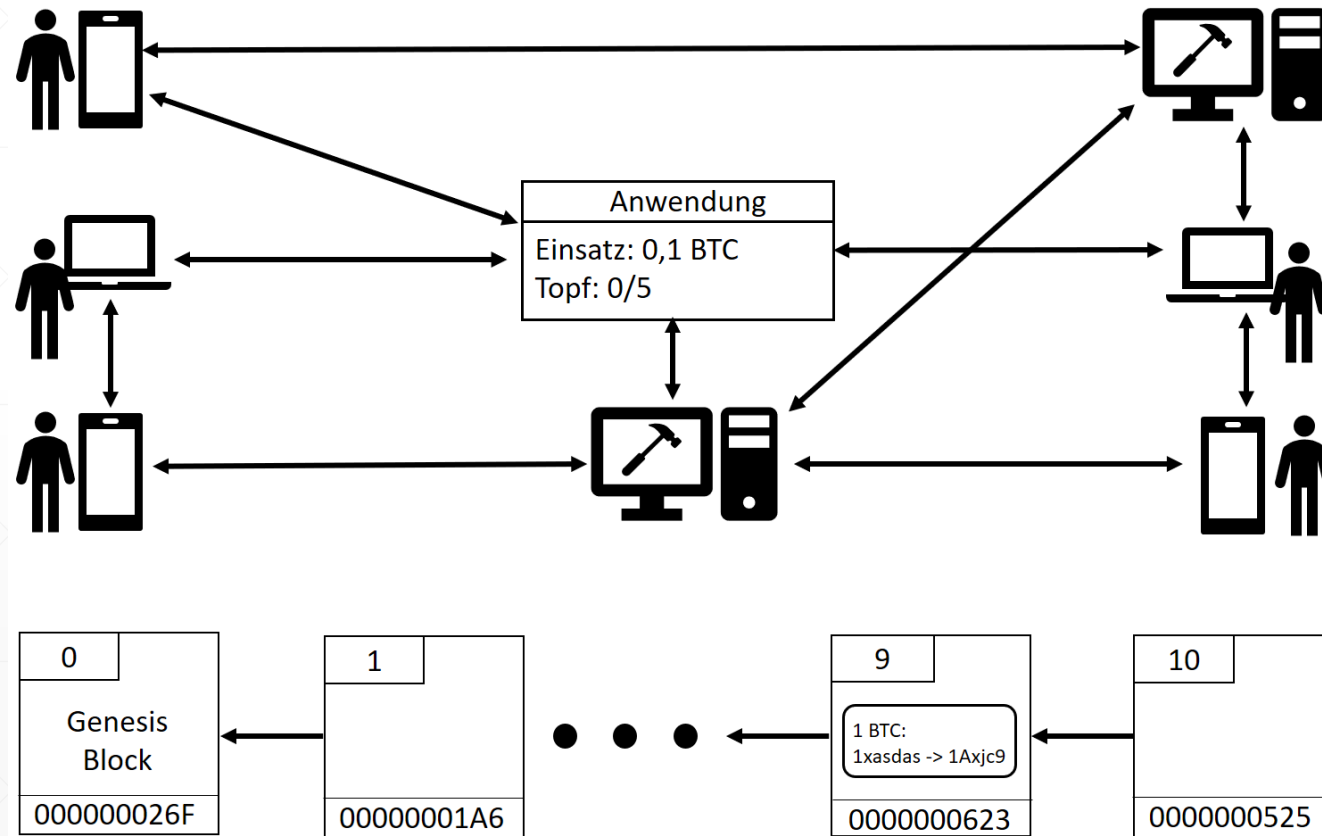 Anwendung
Einsatz: 0,1 BTC
Topf: 0/5
0
Genesis
Block
000000026F
1
00000001A6
9
1 BTC:
1xasdas -> 1Axjc9
0000000623
10
0000000525